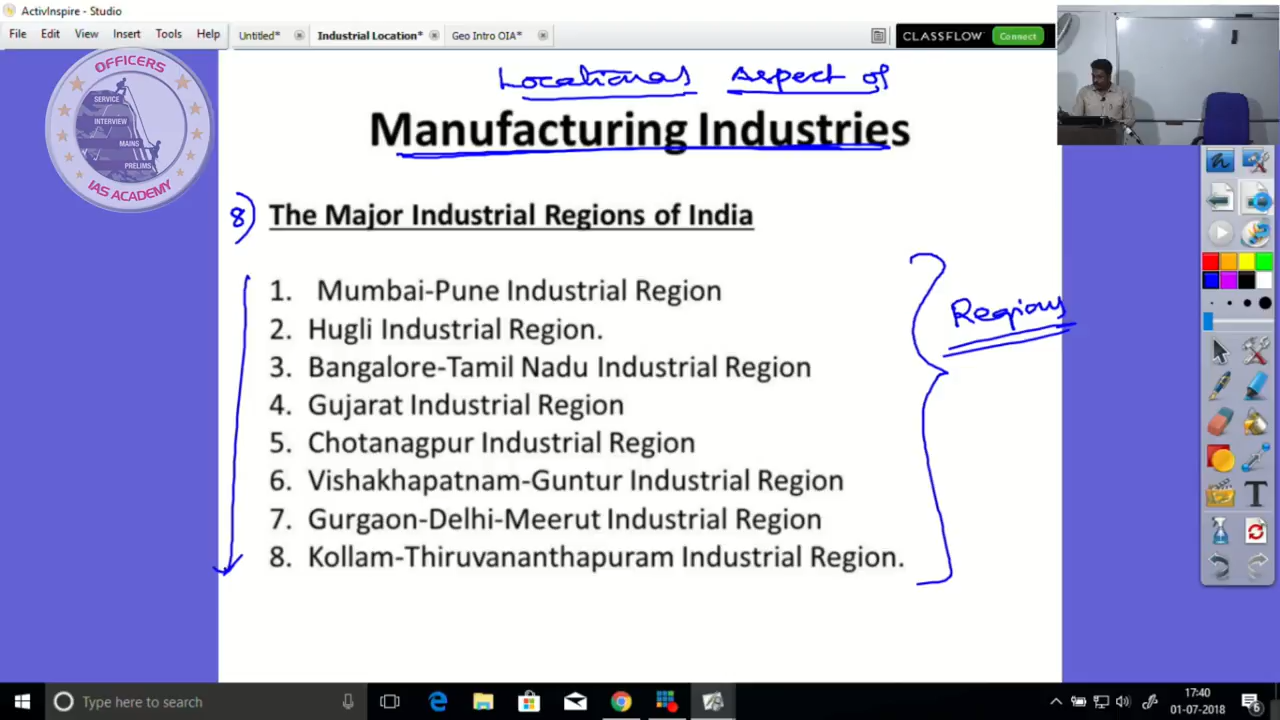 ActivInspire - Studio
File Edit View Insert Tools Help Untitled* Industrial Location* Geo Intro OIA* CLASSFLOW Connect
OFFICERS
SERVICE
INTERVIEW
MAINS
PRELIMS
IAS ACADEMY
Locational Aspect of
Manufacturing Industries
8) The Major Industrial Regions of India
1. Mumbai-Pune Industrial Region
2. Hugli Industrial Region.
3. Bangalore-Tamil Nadu Industrial Region
4. Gujarat Industrial Region
5. Chotanagpur Industrial Region
6. Vishakhapatnam-Guntur Industrial Region
7. Gurgaon-Delhi-Meerut Industrial Region
8. Kollam-Thiruvananthapuram Industrial Region.
Regions
T
Type here to search
17:40
01-07-2018
6